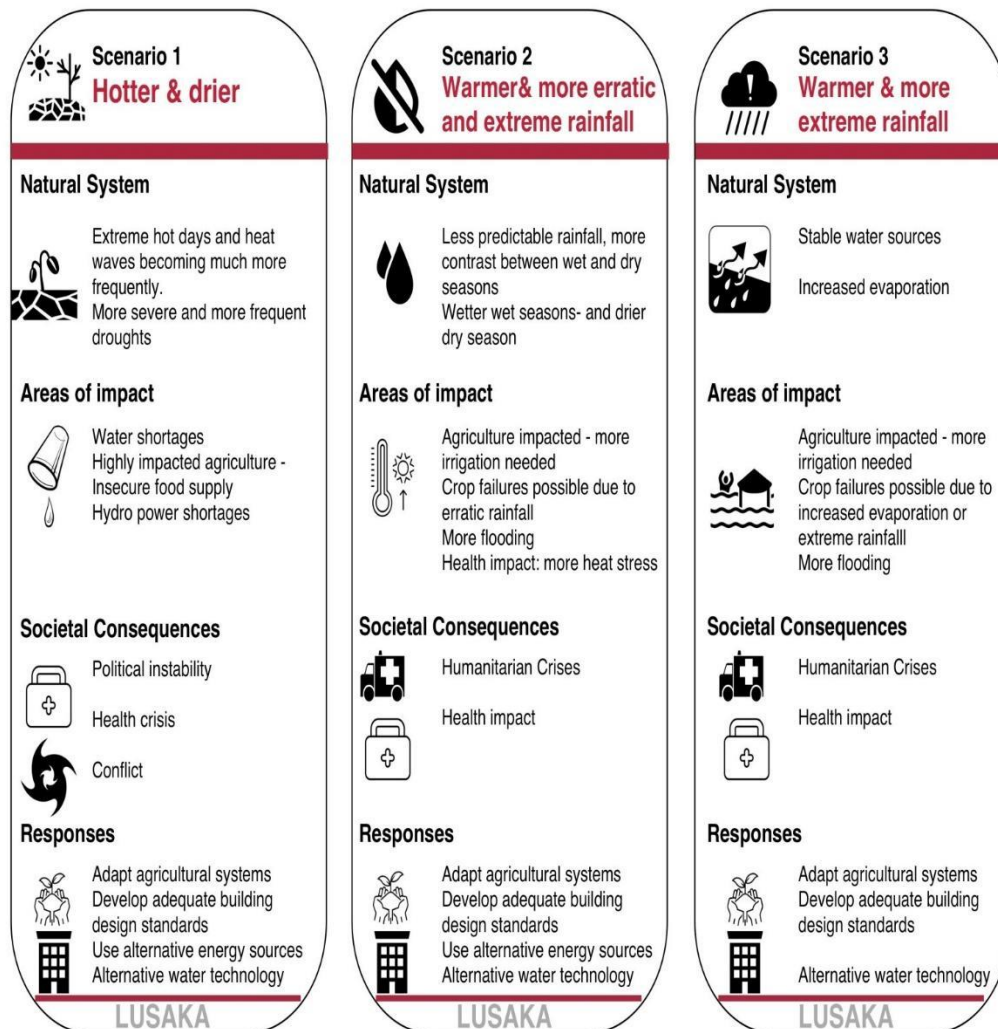 Scenario 1
Hotter & drier
Natural System
Extreme hot days and heat
waves becoming much more
frequently.
More severe and more frequent
droughts
Areas of impact
Water shortages
Highly impacted agriculture -
Insecure food supply
Hydro power shortages
Societal Consequences
Political instability
Health crisis
Conflict
Responses
Adapt agricultural systems
Develop adequate building
design standards
Use alternative energy sources
Alternative water technology
LUSAKA
Scenario 2
Warmer& more erratic
and extreme rainfall
Natural System
Less predictable rainfall, more
contrast between wet and dry
seasons
Wetter wet seasons- and drier
dry season
Areas of impact
Agriculture impacted - more
irrigation needed
Crop failures possible due to
erratic rainfall
More flooding
Health impact: more heat stress
Societal Consequences
Humanitarian Crises
Health impact
Responses
Adapt agricultural systems
Develop adequate building
design standards
Use alternative energy sources
Alternative water technology
LUSAKA
Scenario 3
Warmer & more
extreme rainfall
Natural System
Stable water sources
Increased evaporation
Areas of impact
Agriculture impacted - more
irrigation needed
Crop failures possible due to
increased evaporation or
extreme rainfalll
More flooding
Societal Consequences
Humanitarian Crises
Health impact
Responses
Adapt agricultural systems
Develop adequate building
design standards
Alternative water technology
LUSAKA